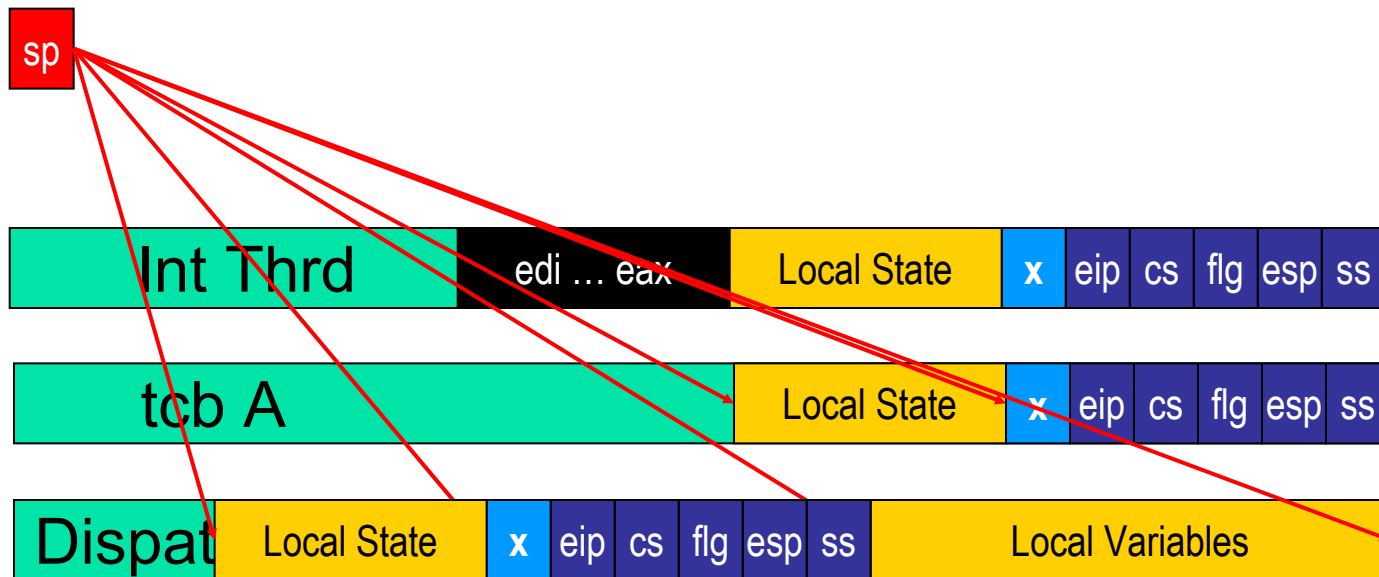 sp
Int Thrd edi … eax Local State x eip cs flg esp ss
tcb A Local State x eip cs flg esp ss
Dispat Local State x eip cs flg esp ss Local Variables